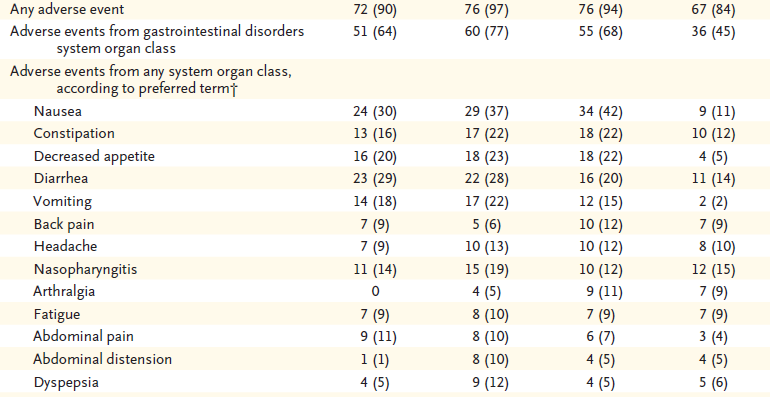 Any adverse event 72 (90) 76 (97) 76 (94) 67 (84)
Adverse events from gastrointestinal disorders 51 (64) 60 (77) 55 (68) 36 (45)
system organ class
Adverse events from any system organ class,
according to preferred term†
Nausea 24 (30) 29 (37) 34 (42) 9 (11)
Constipation 13 (16) 17 (22) 18 (22) 10 (12)
Decreased appetite 16 (20) 18 (23) 18 (22) 4 (5)
Diarrhea 23 (29) 22 (28) 16 (20) 11 (14)
Vomiting 14 (18) 17 (22) 12 (15) 2 (2)
Back pain 7 (9) 5 (6) 10 (12) 7 (9)
Headache 7 (9) 10 (13) 10 (12) 8 (10)
Nasopharyngitis 11 (14) 15 (19) 10 (12) 12 (15)
Arthralgia 0 4 (5) 9 (11) 7 (9)
Fatigue 7 (9) 8 (10) 7 (9) 7 (9)
Abdominal pain 9 (11) 8 (10) 6 (7) 3 (4)
Abdominal distension 1 (1) 8 (10) 4 (5) 4 (5)
Dyspepsia 4 (5) 9 (12) 4 (5) 5 (6)